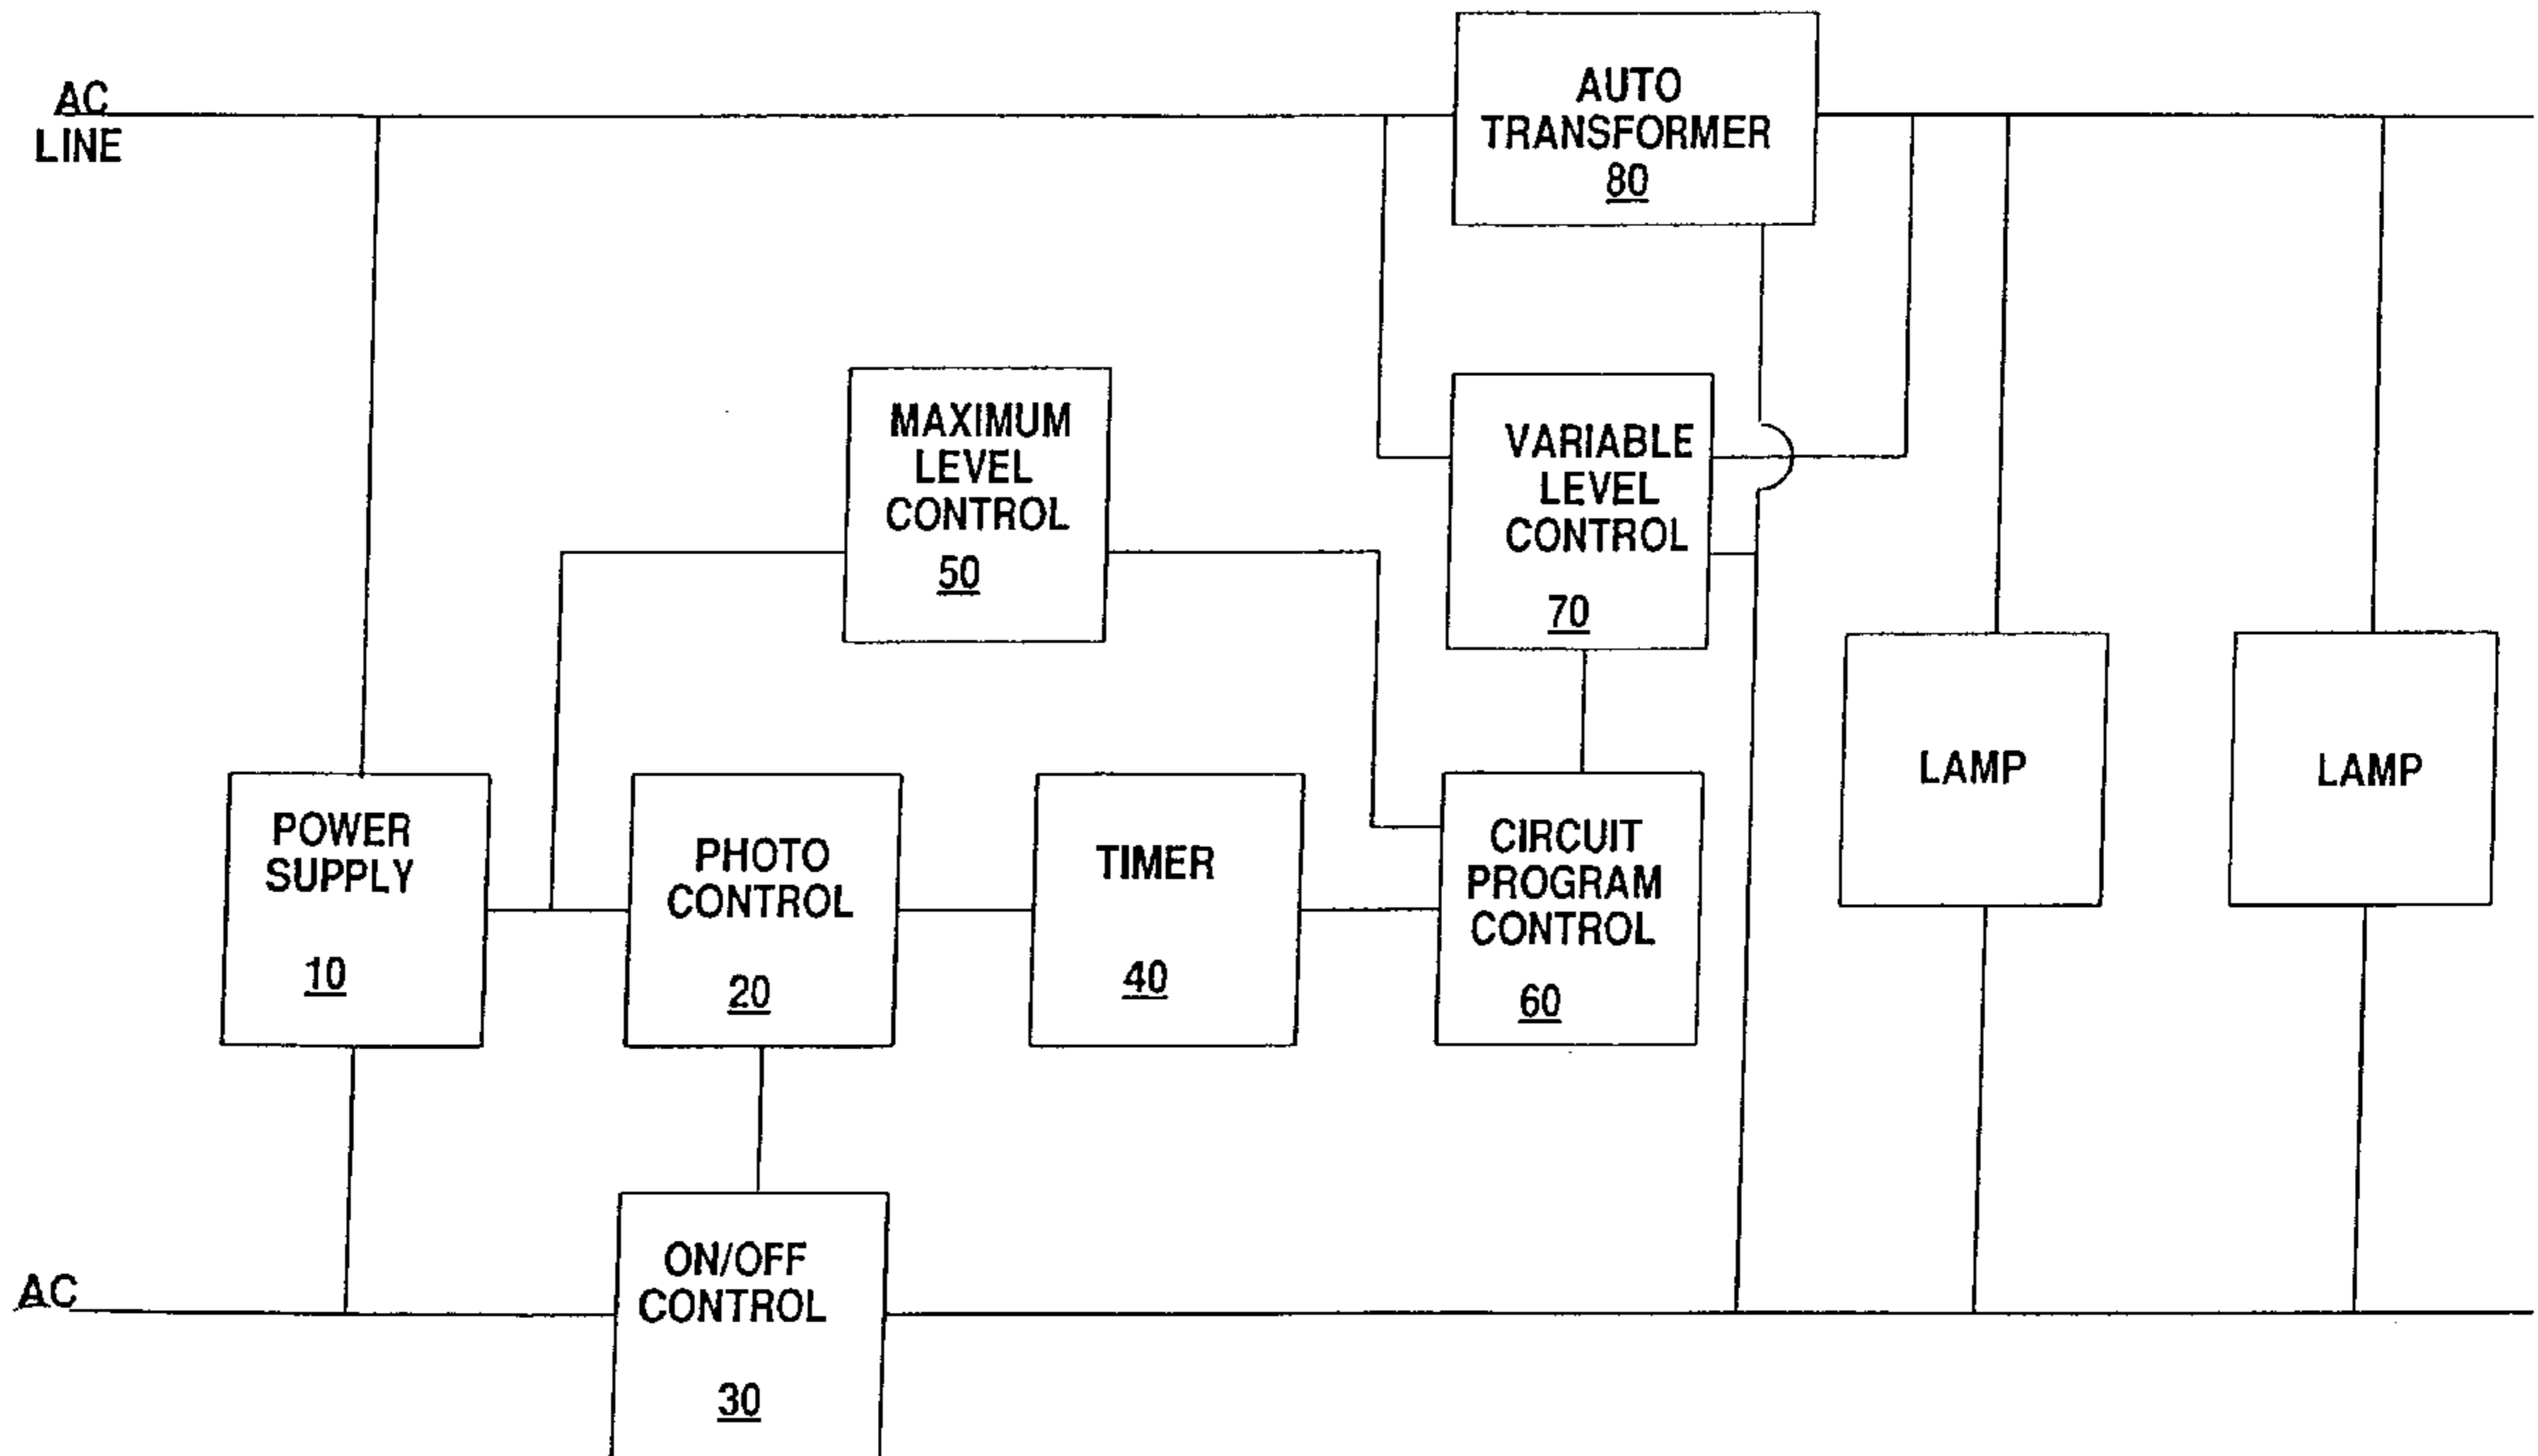 AC
LINE
AUTO
TRANSFORMER
80
MAXIMUM
LEVEL
CONTROL
50
VARIABLE
LEVEL
CONTROL
70
POWER
SUPPLY
10
PHOTO
CONTROL
20
TIMER
40
CIRCUIT
PROGRAM
CONTROL
60
LAMP
LAMP
AC
ON/OFF
CONTROL
30